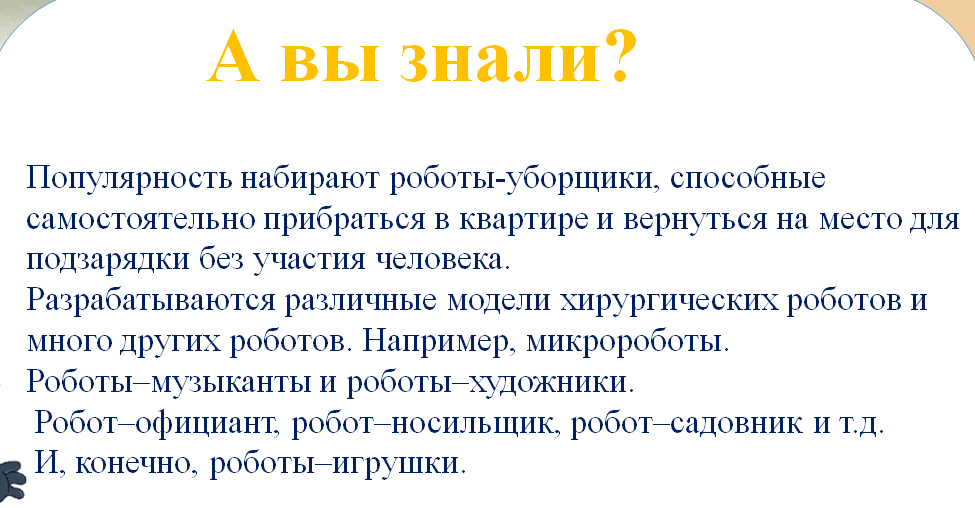 А вы знали?
Популярность набирают роботы-уборщики, способные
самостоятельно прибраться в квартире и вернуться на место для
подзарядки без участия человека.
Разрабатываются различные модели хирургических роботов и
много других роботов. Например, микророботы.
Роботы–музыканты и роботы–художники.
Робот–официант, робот–носильщик, робот–садовник и т.д.
И, конечно, роботы–игрушки.